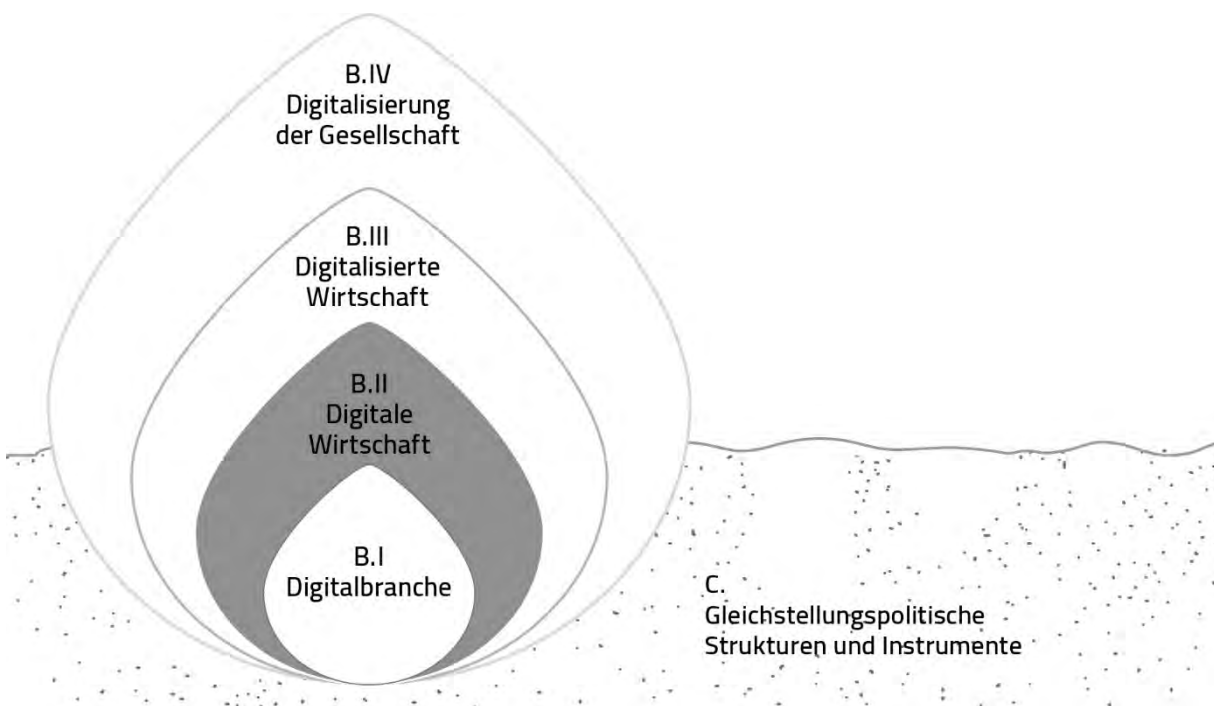 B.IV
Digitalisierung
der Gesellschaft
B.III
Digitalisierte
Wirtschaft
B.II
Digitale
Wirtschaft
B.I
Digitalbranche
C.
Gleichstellungspolitische
Strukturen und Instrumente